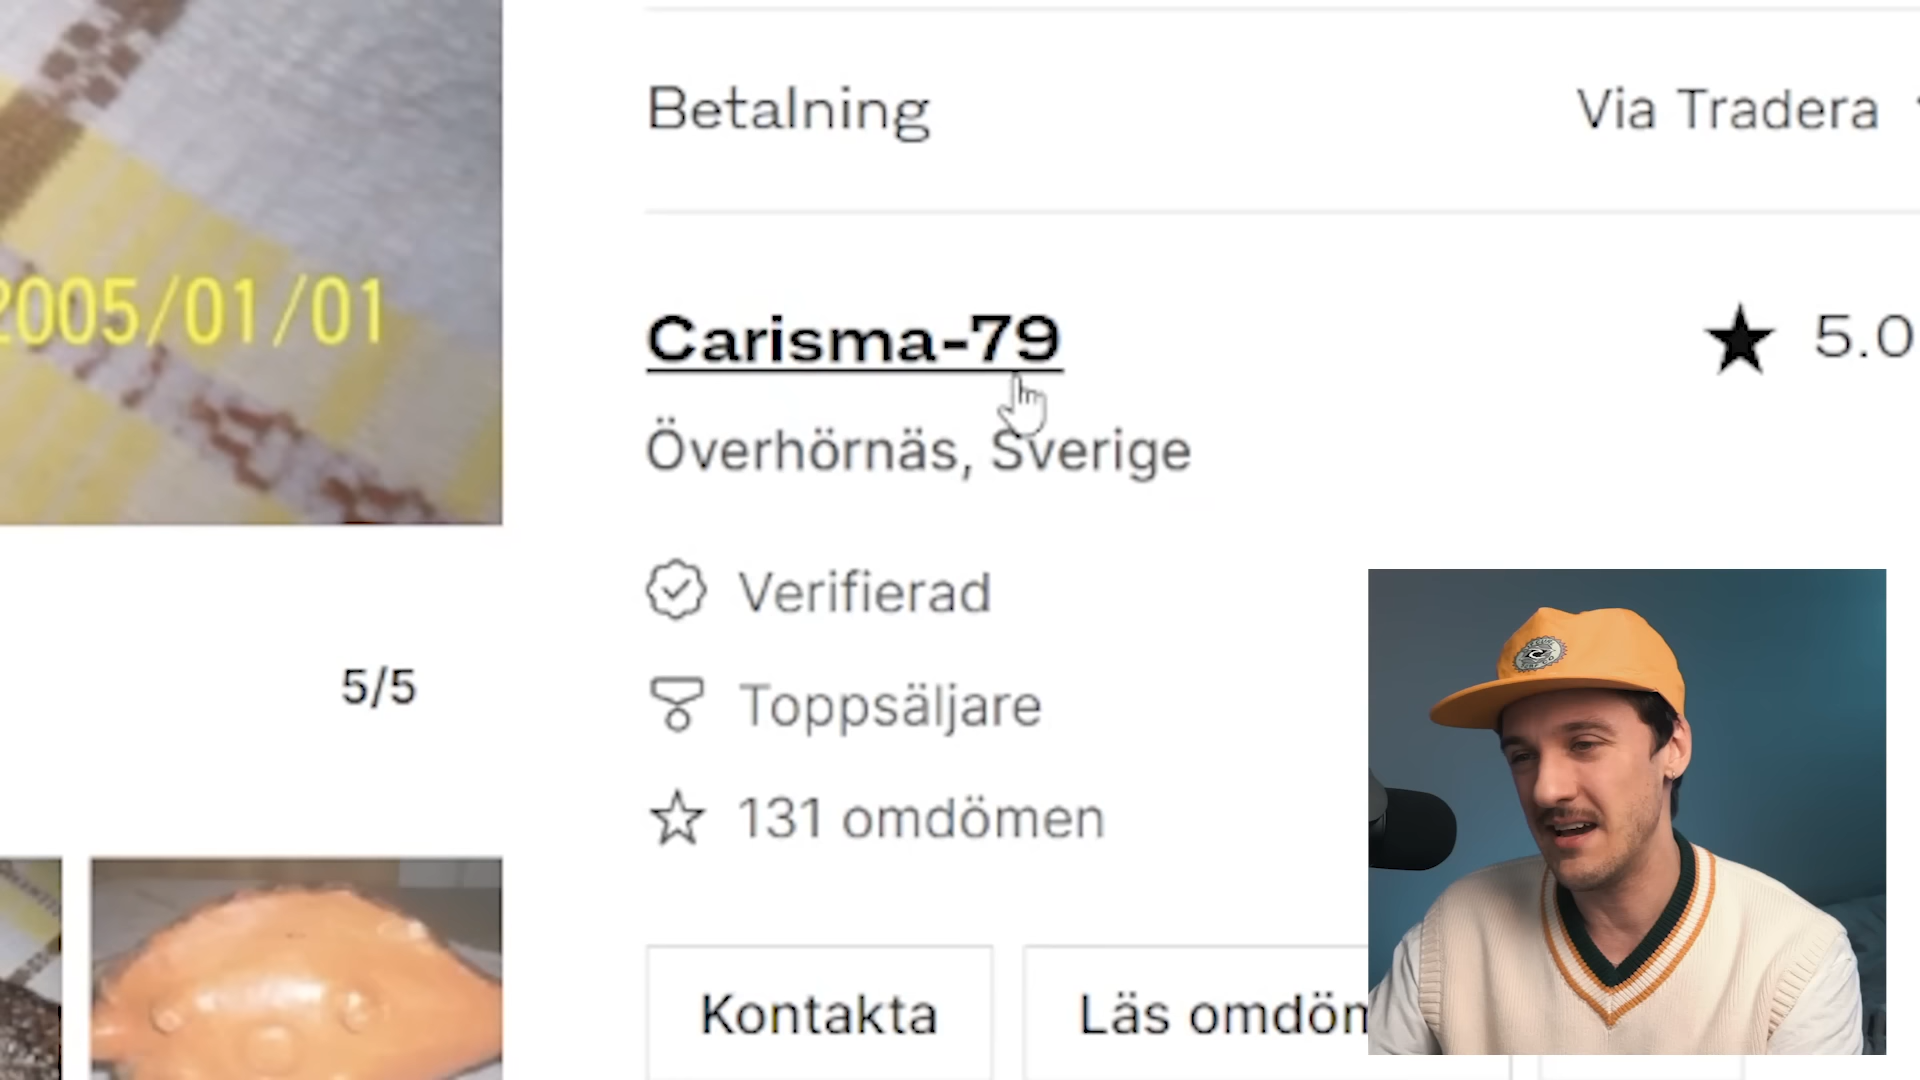 Betalning
Via Tradera
2005/01/01
Carisma-79
5.0
Överhörnäs, Sverige
Verifierad
5/5
Toppsäljare
131 omdömen
Kontakta
Läs omdöm